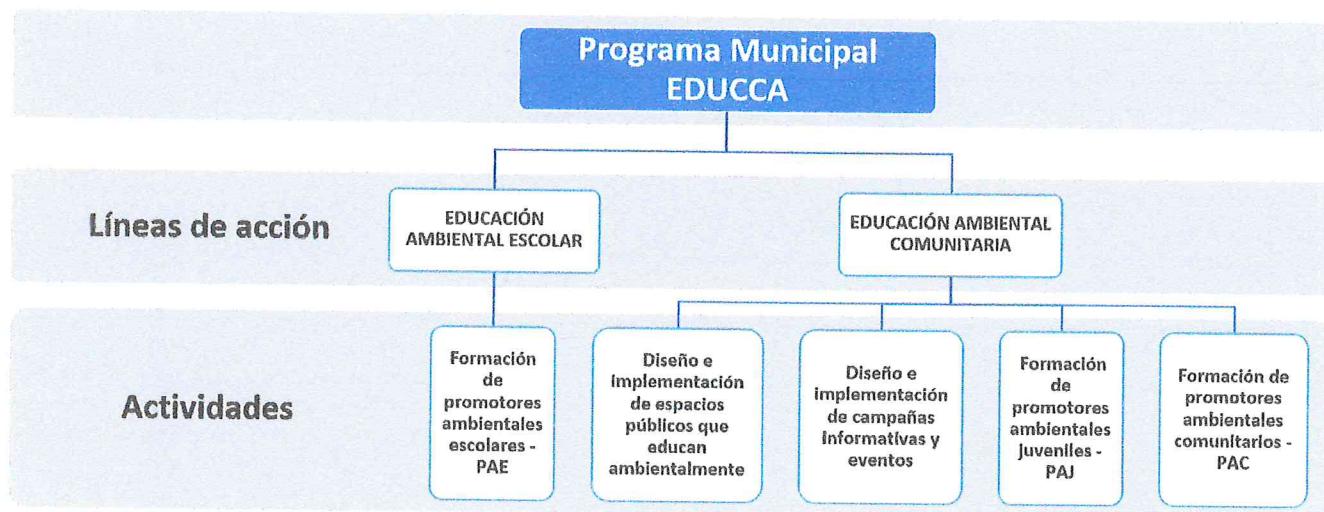 Programa Municipal
EDUCCA
Líneas de acción
EDUCACIÓN
AMBIENTAL ESCOLAR
EDUCACIÓN AMBIENTAL
COMUNITARIA
Actividades
Formación
de
promotores
ambientales
escolares -
PAE
Diseño e
implementación
de espacios
públicos que
educan
ambientalmente
Diseño e
implementación
de campañas
informativas y
eventos
Formación
de
promotores
ambientales
juveniles -
PAJ
Formación de
promotores
ambientales
comunitarios -
PAC